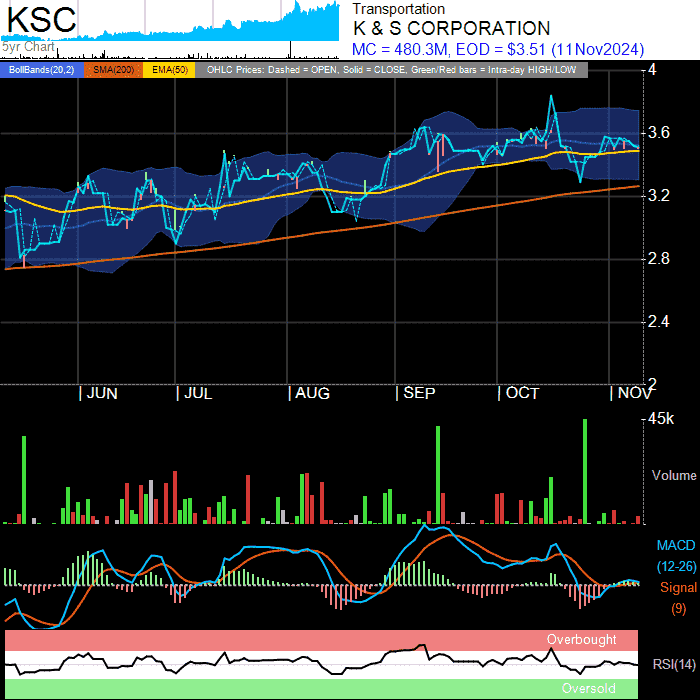 KSC
5yr Chart
Transportation
K & S CORPORATION
MC = 480.3M, EOD = $3.51 (11Nov2024)
BollBands(20,2) SMA(200) EMA(50) OHLC Prices: Dashed = OPEN, Solid = CLOSE, Green/Red bars = Intra-day HIGH/LOW
4
3.6
3.2
2.8
2.4
2
| JUN | JUL | AUG | SEP | OCT | NOV
45k
Volume
MACD
(12-26)
Signal
(9)
Overbought
RSI(14)
Oversold